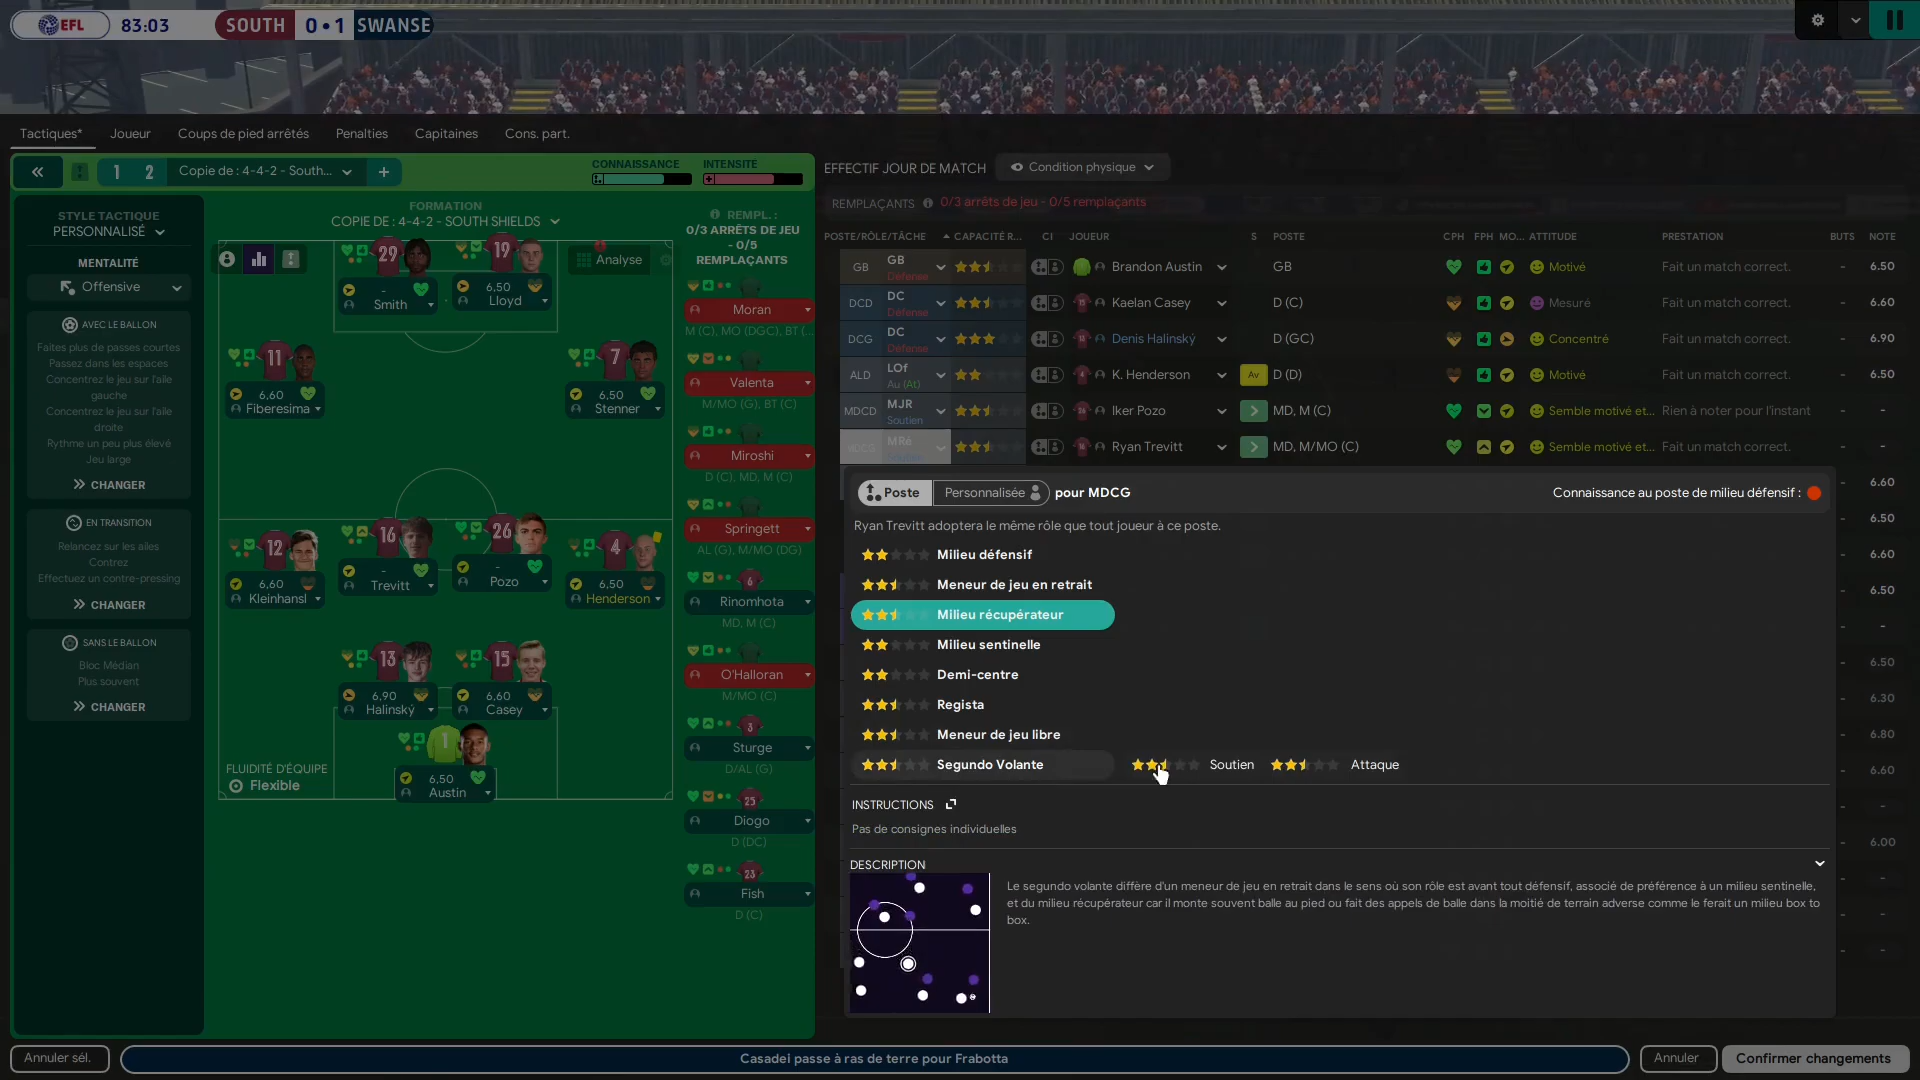 EFL 83:03 SOUTH 0 • 1 SWANSE
Tactiques* Joueur Coups de pied arrêtés Penalties Capitaines Cons. part.
1 2 Copie de : 4-4-2 - South... +
CONNAISSANCE INTENSITÉ
STYLE TACTIQUE
PERSONNALISÉ
MENTALITÉ
Offensive
AVEC LE BALLON
Faites plus de passes courtes
Passez dans les espaces
Concentrez le jeu sur l'aile
gauche
Concentrez le jeu sur l'aile
droite
Rythme un peu plus élevé
Jeu large
CHANGER
EN TRANSITION
Relancez sur les ailes
Contrez
Effectuez un contre-pressing
CHANGER
SANS LE BALLON
Bloc Médian
Plus souvent
CHANGER
FORMATION
COPIE DE : 4-4-2 - SOUTH SHIELDS
Analyse
29 19
- 6,50
Smith Lloyd
11 7
6,60 6,50
Fiberesima Stenner
12 16 26 4
6,60 - - 6,50
Kleinhansl Trevitt Pozo Henderson
13 15
6,90 6,60
Halinský Casey
1
6,50
Austin
FLUIDITÉ D'ÉQUIPE
Flexible
REMPL. :
0/3 ARRÊTS DE JEU
- 0/5
REMPLAÇANTS
Moran
M (C), MO (DGC), BT (...
Valenta
M/MO (G), BT (C)
Miroshi
D (C), MD, M (C)
Springett
AL (G), M/MO (DG)
6
Rinomhota
MD, M (C)
O'Halloran
M/MO (C)
3
Sturge
D/AL (G)
25
Diogo
D (DC)
23
Fish
D (C)
EFFECTIF JOUR DE MATCH Condition physique
REMPLAÇANTS 0/3 arrêts de jeu - 0/5 remplaçants
POSTE/RÔLE/TÂCHE CAPACITÉ R... CI JOUEUR S POSTE CPH FPH MO... ATTITUDE PRESTATION BUTS NOTE
GB GB Défense Brandon Austin GB Motivé Fait un match correct. - 6.50
DCD DC Défense Kaelan Casey D (C) Mesuré Fait un match correct. - 6.60
DCG DC Défense Denis Halinský D (GC) Concentré Fait un match correct. - 6.90
ALD LOf Au (At) K. Henderson Av D (D) Motivé Fait un match correct. - 6.50
MDCD MJR Soutien Iker Pozo MD, M (C) Semble motivé et... Rien à noter pour l'instant - -
MRé Ryan Trevitt MD, M/MO (C) Semble motivé et... Fait un match correct. - -
- 6.60
- 6.50
- 6.60
- 6.50
- -
- 6.50
- 6.30
- 6.80
- 6.60
- -
- 6.00
- -
- -
- -
Poste Personnalisée pour MDCG Connaissance au poste de milieu défensif :
Ryan Trevitt adoptera le même rôle que tout joueur à ce poste.
Milieu défensif
Meneur de jeu en retrait
Milieu récupérateur
Milieu sentinelle
Demi-centre
Regista
Meneur de jeu libre
Segundo Volante Soutien Attaque
INSTRUCTIONS
Pas de consignes individuelles
DESCRIPTION
Le segundo volante diffère d'un meneur de jeu en retrait dans le sens où son rôle est avant tout défensif, associé de préférence à un milieu sentinelle,
et du milieu récupérateur car il monte souvent balle au pied ou fait des appels de balle dans la moitié de terrain adverse comme le ferait un milieu box to
box.
Annuler sél. Casadei passe à ras de terre pour Frabotta Annuler Confirmer changements